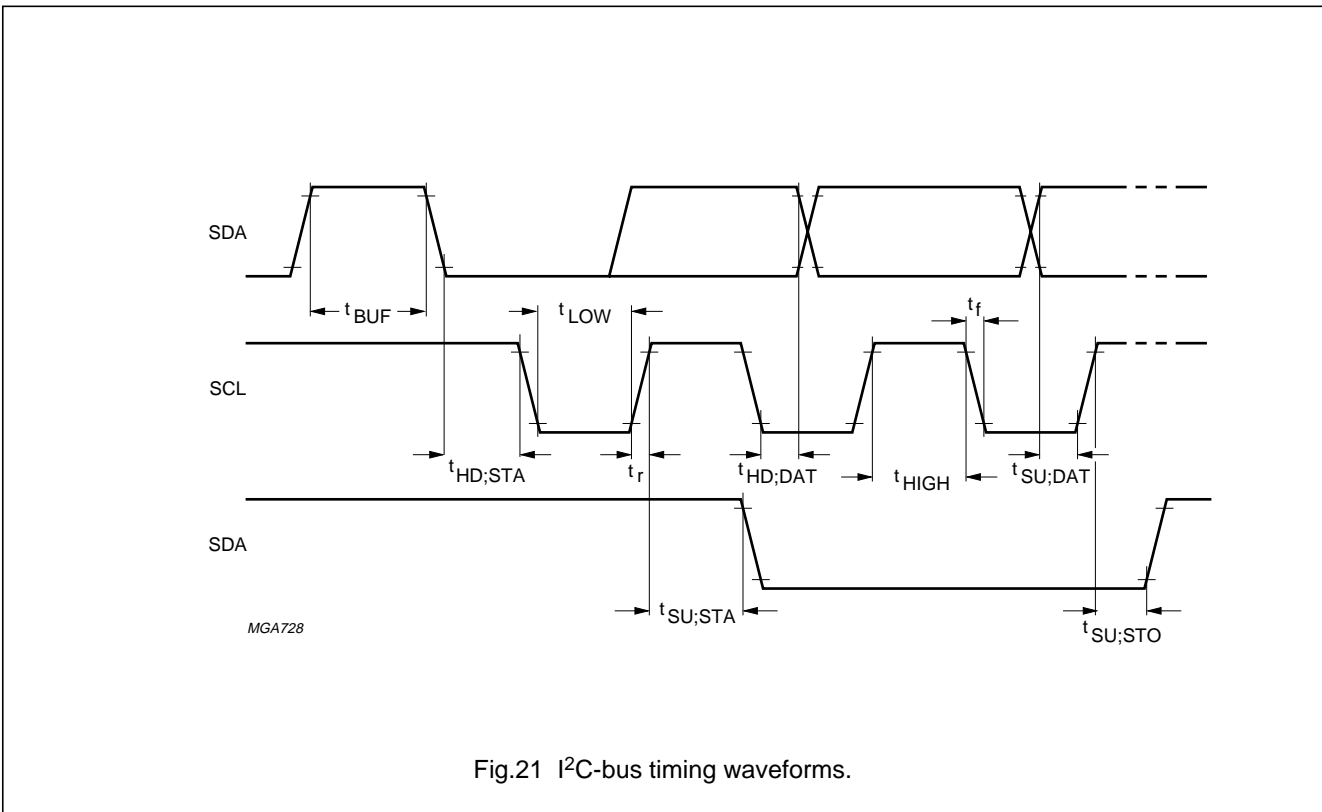 SDA
t BUF
t LOW
t f
SCL
t HD;STA
t r
t HD;DAT
t HIGH
t SU;DAT
SDA
t SU;STA
t SU;STO
MGA728
Fig.21 I2C-bus timing waveforms.